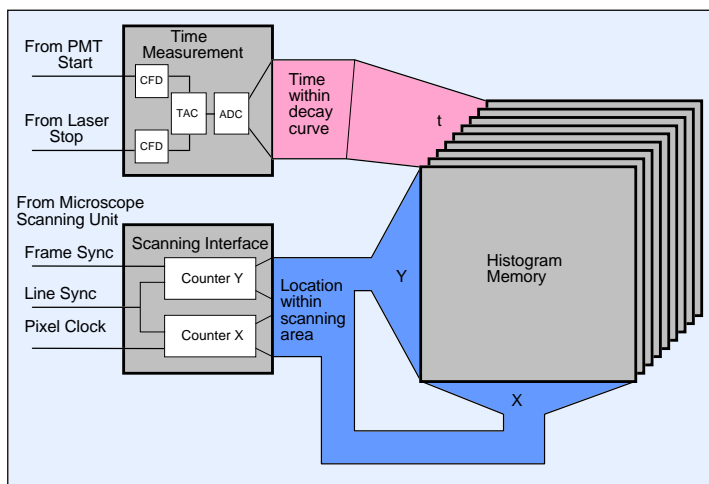 From PMT
Start
Time
Measurement
CFD
TAC
ADC
From Laser
Stop
CFD
Time
within
decay
curve
t
From Microscope
Scanning Unit
Scanning Interface
Frame Sync
Counter Y
Line Sync
Pixel Clock
Counter X
Location
within
scanning
area
Y
X
Histogram
Memory